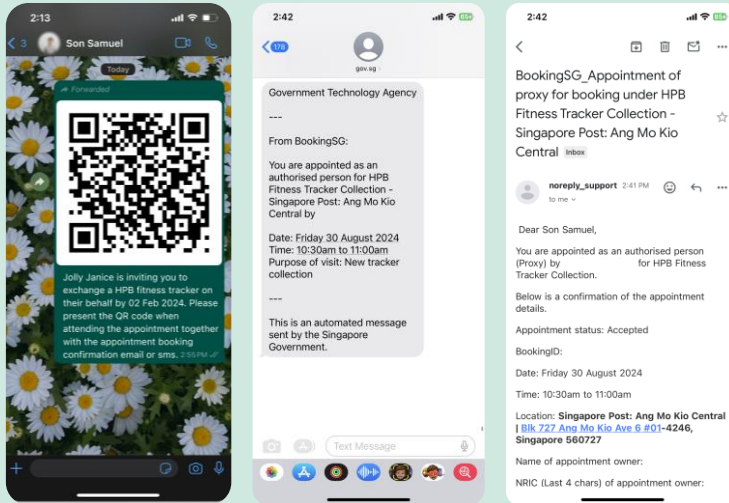 2:13
3
Son Samuel
Today
Forwarded
Jolly Janice is inviting you to
exchange a HPB fitness tracker on
their behalf by 02 Feb 2024. Please
present the QR code when
attending the appointment together
with the appointment booking
confirmation email or sms. 2:55 PM
2:42
178
gov.sg
Government Technology Agency
---
From BookingSG:
You are appointed as an
authorised person for HPB
Fitness Tracker Collection -
Singapore Post: Ang Mo Kio
Central by
Date: Friday 30 August 2024
Time: 10:30am to 11:00am
Purpose of visit: New tracker
collection
---
This is an automated message
sent by the Singapore
Government.
Text Message
2:42
BookingSG_Appointment of
proxy for booking under HPB
Fitness Tracker Collection -
Singapore Post: Ang Mo Kio
Central Inbox
noreply_support 2:41 PM
to me
Dear Son Samuel,
You are appointed as an authorised person
(Proxy) by for HPB Fitness
Tracker Collection.
Below is a confirmation of the appointment
details.
Appointment status: Accepted
BookingID:
Date: Friday 30 August 2024
Time: 10:30am to 11:00am
Location: Singapore Post: Ang Mo Kio Central
| Blk 727 Ang Mo Kio Ave 6 #01-4246,
Singapore 560727
Name of appointment owner:
NRIC (Last 4 chars) of appointment owner: